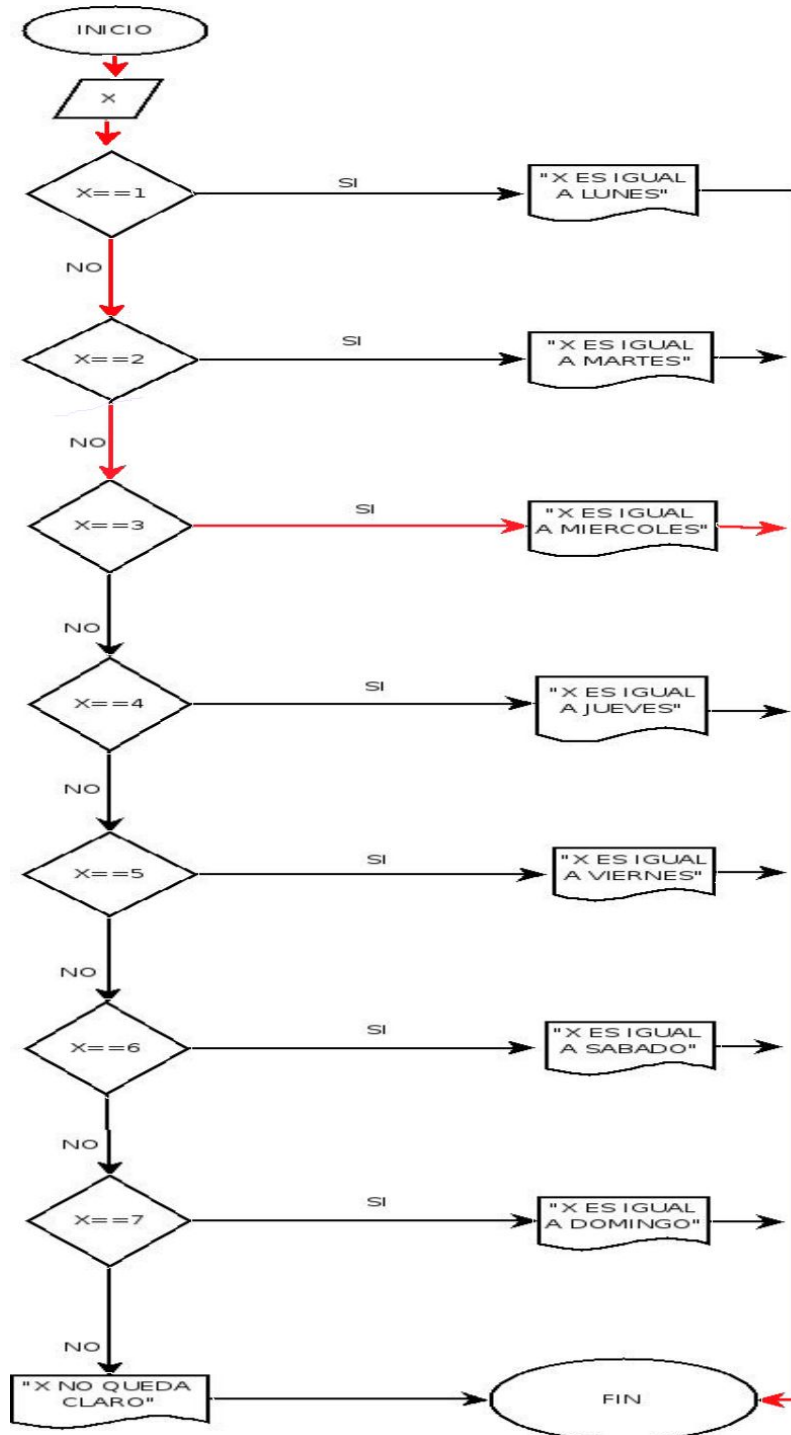 INICIO
X
X==1
SI
"X ES IGUAL
A LUNES"
NO
X==2
SI
"X ES IGUAL
A MARTES"
NO
X==3
SI
"X ES IGUAL
A MIERCOLES"
NO
X==4
SI
"X ES IGUAL
A JUEVES"
NO
X==5
SI
"X ES IGUAL
A VIERNES"
NO
X==6
SI
"X ES IGUAL
A SABADO"
NO
X==7
SI
"X ES IGUAL
A DOMINGO"
NO
"X NO QUEDA
CLARO"
FIN